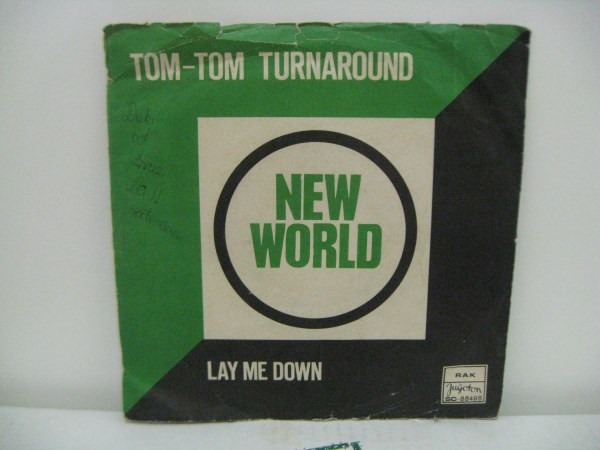 TOM-TOM TURNAROUND
NEW
WORLD
LAY ME DOWN
RAK
Jugoton